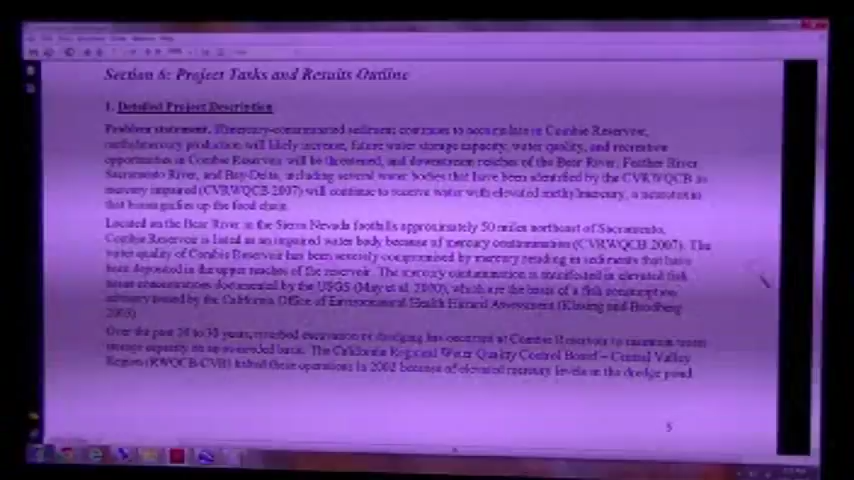 Section 6: Project Tasks and Results Outline
1. Detailed Project Description
Problem statement. If mercury-contaminated sediment continues to accumulate in Combie Reservoir,
methylmercury production will likely increase, future water storage capacity, water quality, and recreation
opportunities in Combie Reservoir will be threatened, and downstream reaches of the Bear River, Feather River,
Sacramento River, and Bay-Delta, including several water bodies that have been identified by the CVRWQCB as
mercury impaired (CVRWQCB 2007) will continue to receive water with elevated methylmercury, a neurotoxin
that biomagnifies up the food chain.
Located on the Bear River in the Sierra Nevada foothills approximately 50 miles northeast of Sacramento,
Combie Reservoir is listed as an impaired water body because of mercury contamination (CVRWQCB 2007). The
water quality of Combie Reservoir has been severely compromised by mercury residing in sediments that have
been deposited in the upper reaches of the reservoir. The mercury contamination is manifested in elevated fish
tissue concentrations documented by the USGS (May et al. 2000), which are the basis of a fish consumption
advisory issued by the California Office of Environmental Health Hazard Assessment (Klasing and Brodberg
2003).
Over the past to years, excavation or dredging has occurred at Combie Reservoir to maintain water
storage capacity on an as-needed basis. The California Regional Water Quality Control Board – Central Valley
Region (RWQCB-CVR) halted these operations in 2002 because of elevated mercury levels in the dredge pond
5